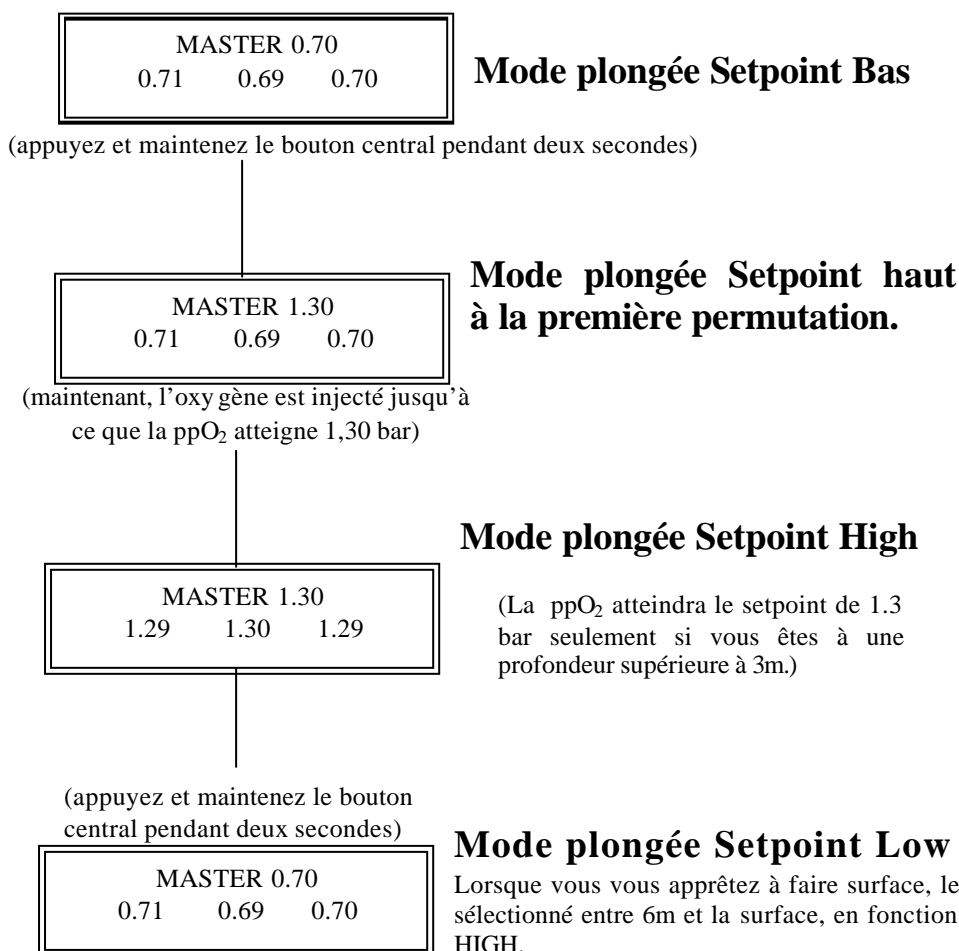 MASTER 0.70
0.71 0.69 0.70
Mode plongée Setpoint Bas
(appuyez et maintenez le bouton central pendant deux secondes)
MASTER 1.30
0.71 0.69 0.70
Mode plongée Setpoint haut
à la première permutation.
(maintenant, l'oxy gène est injecté jusqu'à
ce que la ppO₂ atteigne 1,30 bar)
Mode plongée Setpoint High
MASTER 1.30
1.29 1.30 1.29
(La ppO₂ atteindra le setpoint de 1.3
bar seulement si vous êtes à une
profondeur supérieure à 3m.)
(appuyez et maintenez le bouton
central pendant deux secondes)
MASTER 0.70
0.71 0.69 0.70
Mode plongée Setpoint Low
Lorsque vous vous apprêtez à faire surface, le
sélectionné entre 6m et la surface, en fonction
HIGH.